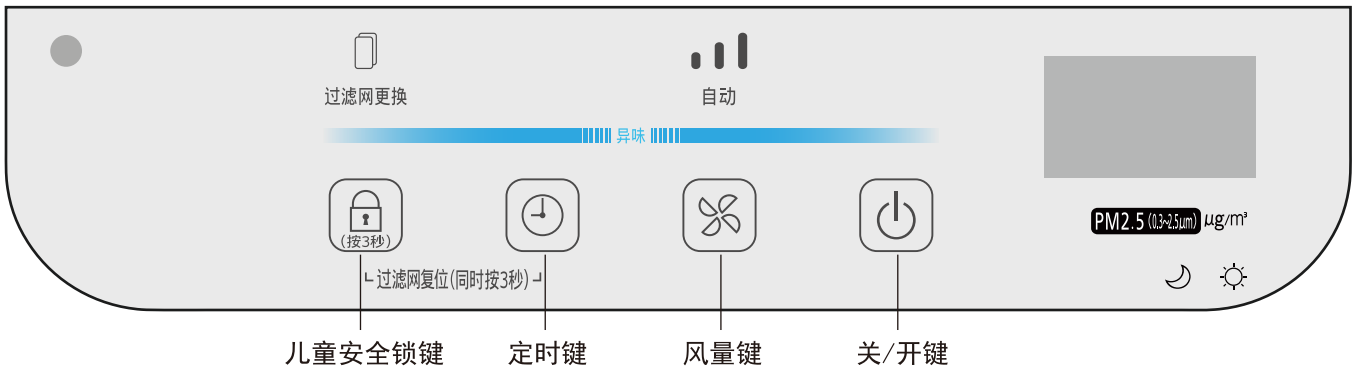 过滤网更换
自动
异味
(按3秒)
过滤网复位(同时按3秒)
PM2.5(0.3~2.5μm) μg/m³
儿童安全锁键
定时键
风量键
关/开键